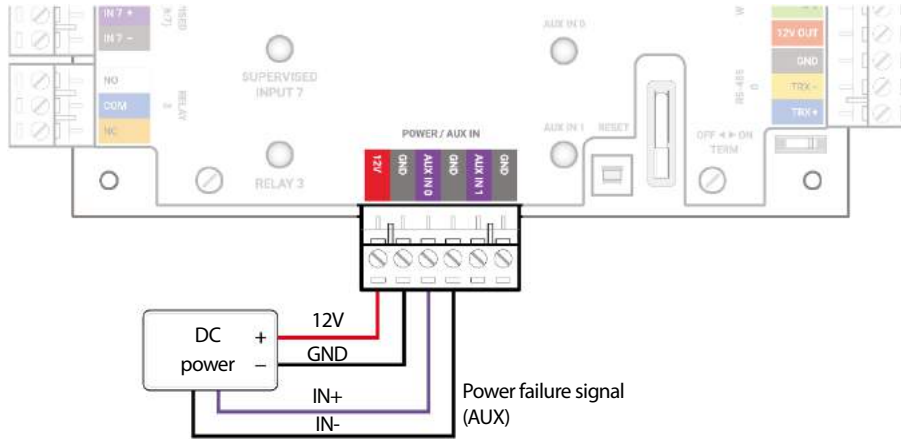 IN 7 +
IN 7 −
NO
COM
NC
RELAY
3
SUPERVISED
INPUT 7
RELAY 3
POWER / AUX IN
12V
GND
AUX IN 0
GND
AUX IN 1
GND
AUX IN 0
AUX IN 1
RESET
OFF ◄ ► ON
TERM
12V OUT
GND
TRX -
TRX +
RS-485
0
W
DC
power
+
−
12V
GND
IN+
IN-
Power failure signal
(AUX)